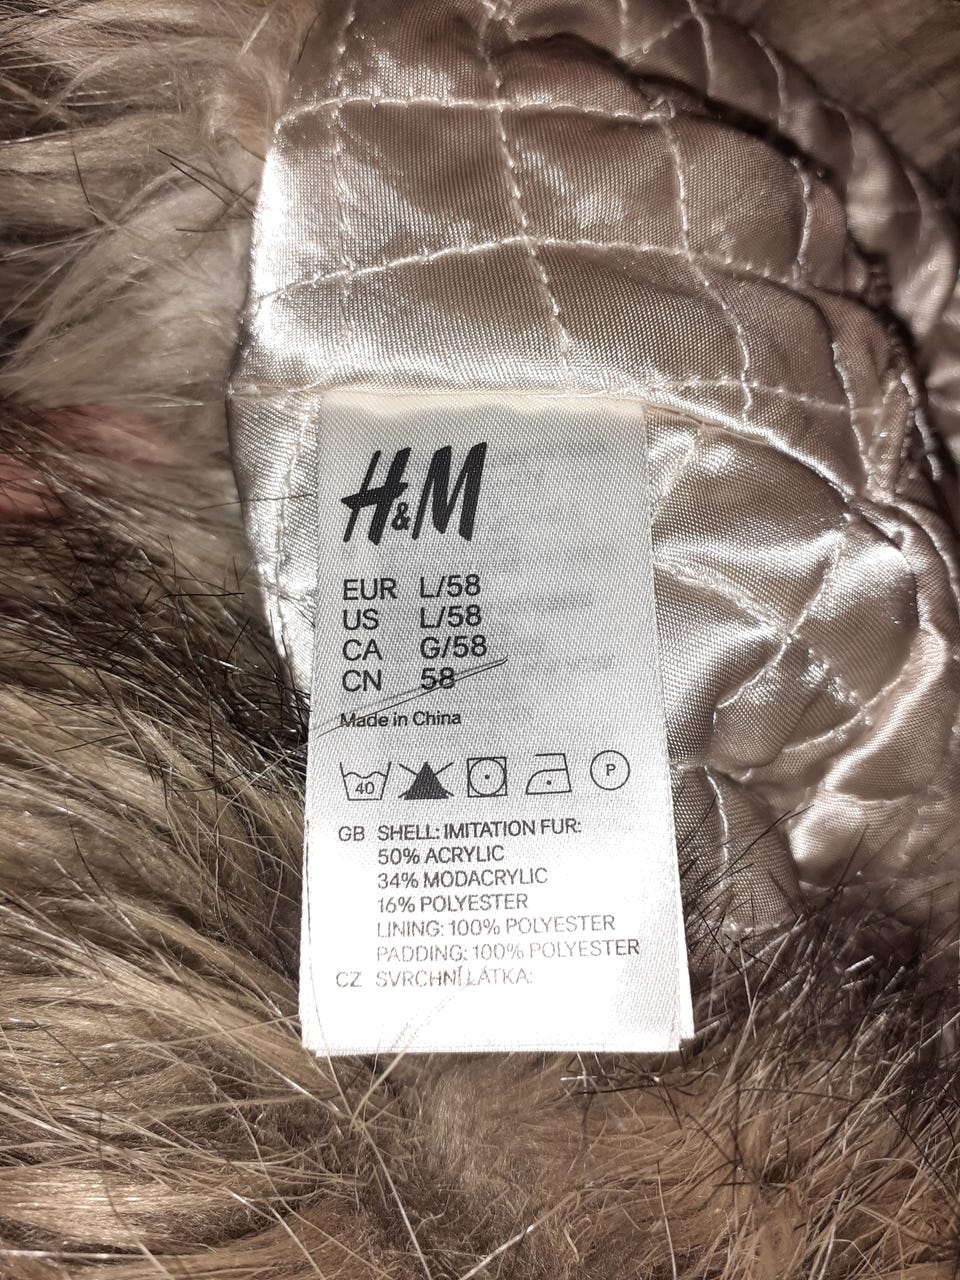 H&M
EUR L/58
US L/58
CA G/58
CN 58
Made in China
40 P
GB SHELL: IMITATION FUR:
50% ACRYLIC
34% MODACRYLIC
16% POLYESTER
LINING: 100% POLYESTER
PADDING: 100% POLYESTER
CZ SVRCHNÍ LÁTKA: